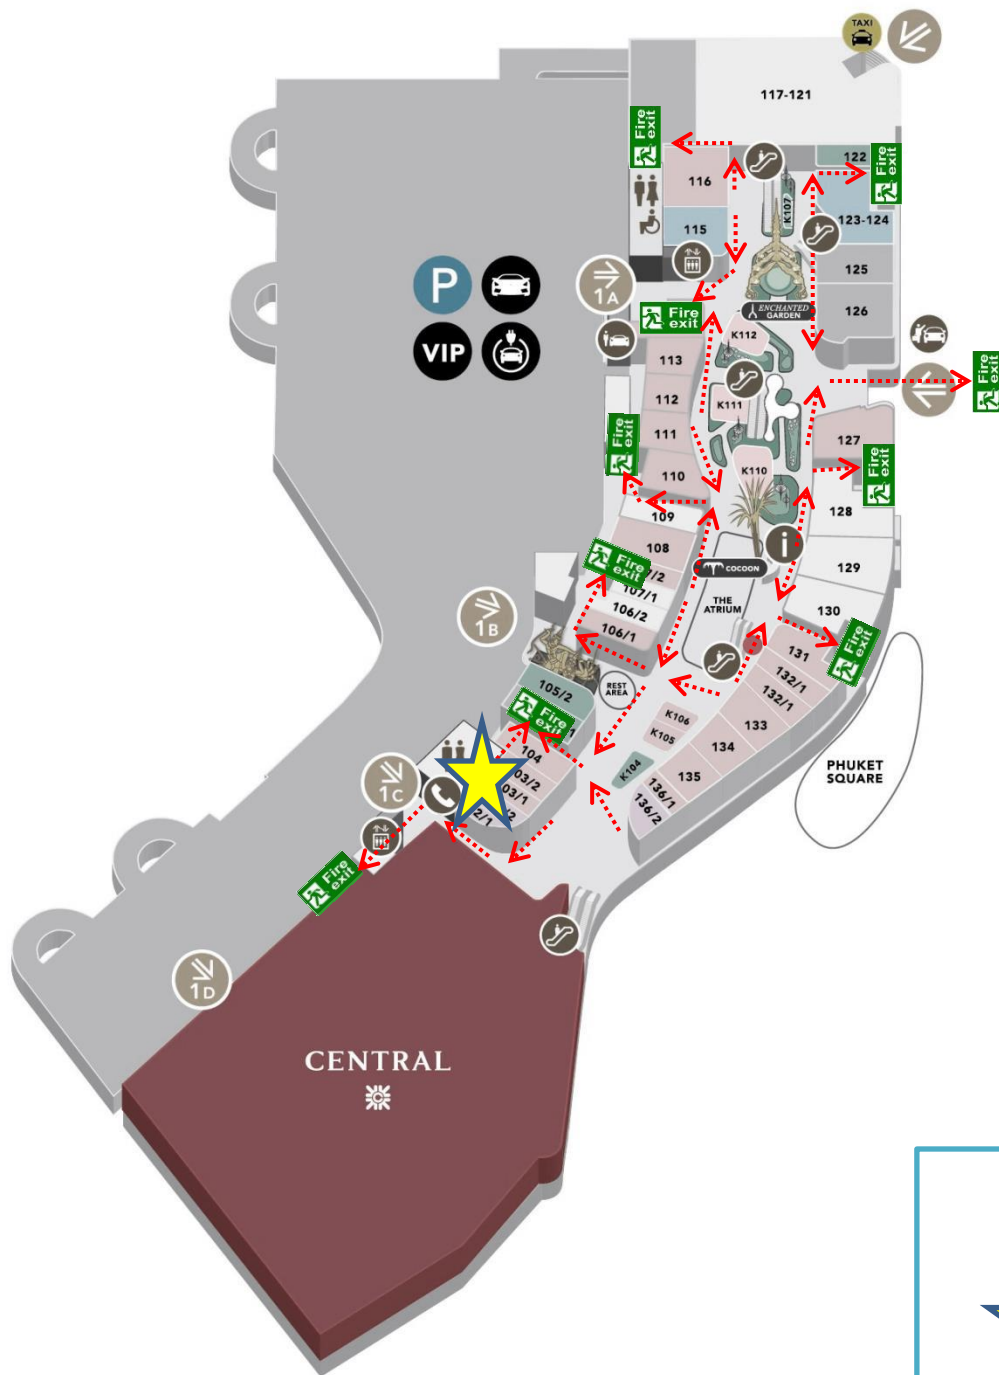 TAXI
117-121
Fire exit
122
Fire exit
116
K107
123-124
115
125
1A
Fire exit
ENCHANTED GARDEN
126
P
VIP
K112
113
Fire exit
112
K111
111
127
Fire exit
110
K110
Fire exit
109
128
108
Fire exit
i
COCOON
129
107/1
THE ATRIUM
106/2
130
1B
106/1
131
Fire exit
REST AREA
132/1
105/2
132/1
Fire exit
K106
133
K105
134
104
K104
135
PHUKET SQUARE
136/1
136/2
1C
Fire exit
1D
CENTRAL